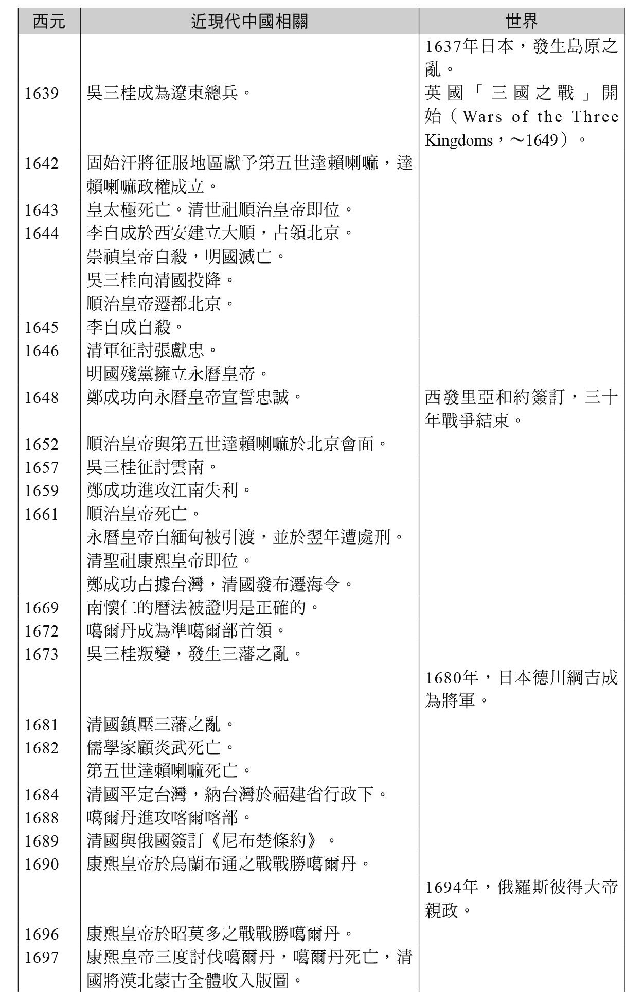 西元 近現代中國相關 世界
1637年日本，發生島原之
亂。
1639 吳三桂成為遼東總兵。 英國「三國之戰」開
始（Wars of the Three
Kingdoms，～1649）。
1642 固始汗將征服地區獻予第五世達賴喇嘛，達
賴喇嘛政權成立。
1643 皇太極死亡。清世祖順治皇帝即位。
1644 李自成於西安建立大順，占領北京。
崇禎皇帝自殺，明國滅亡。
吳三桂向清國投降。
順治皇帝遷都北京。
1645 李自成自殺。
1646 清軍征討張獻忠。
明國殘黨擁立永曆皇帝。
1648 鄭成功向永曆皇帝宣誓忠誠。 西發里亞和約簽訂，三十
年戰爭結束。
1652 順治皇帝與第五世達賴喇嘛於北京會面。
1657 吳三桂征討雲南。
1659 鄭成功進攻江南失利。
1661 順治皇帝死亡。
永曆皇帝自緬甸被引渡，並於翌年遭處刑。
清聖祖康熙皇帝即位。
鄭成功占據台灣，清國發布遷海令。
1669 南懷仁的曆法被證明是正確的。
1672 噶爾丹成為準噶爾部首領。
1673 吳三桂叛變，發生三藩之亂。
1680年，日本德川綱吉成
為將軍。
1681 清國鎮壓三藩之亂。
1682 儒學家顧炎武死亡。
第五世達賴喇嘛死亡。
1684 清國平定台灣，納台灣於福建省行政下。
1688 噶爾丹進攻喀爾喀部。
1689 清國與俄國簽訂《尼布楚條約》。
1690 康熙皇帝於烏蘭布通之戰戰勝噶爾丹。
1694年，俄羅斯彼得大帝
親政。
1696 康熙皇帝於昭莫多之戰戰勝噶爾丹。
1697 康熙皇帝三度討伐噶爾丹，噶爾丹死亡，清
國將漠北蒙古全體收入版圖。